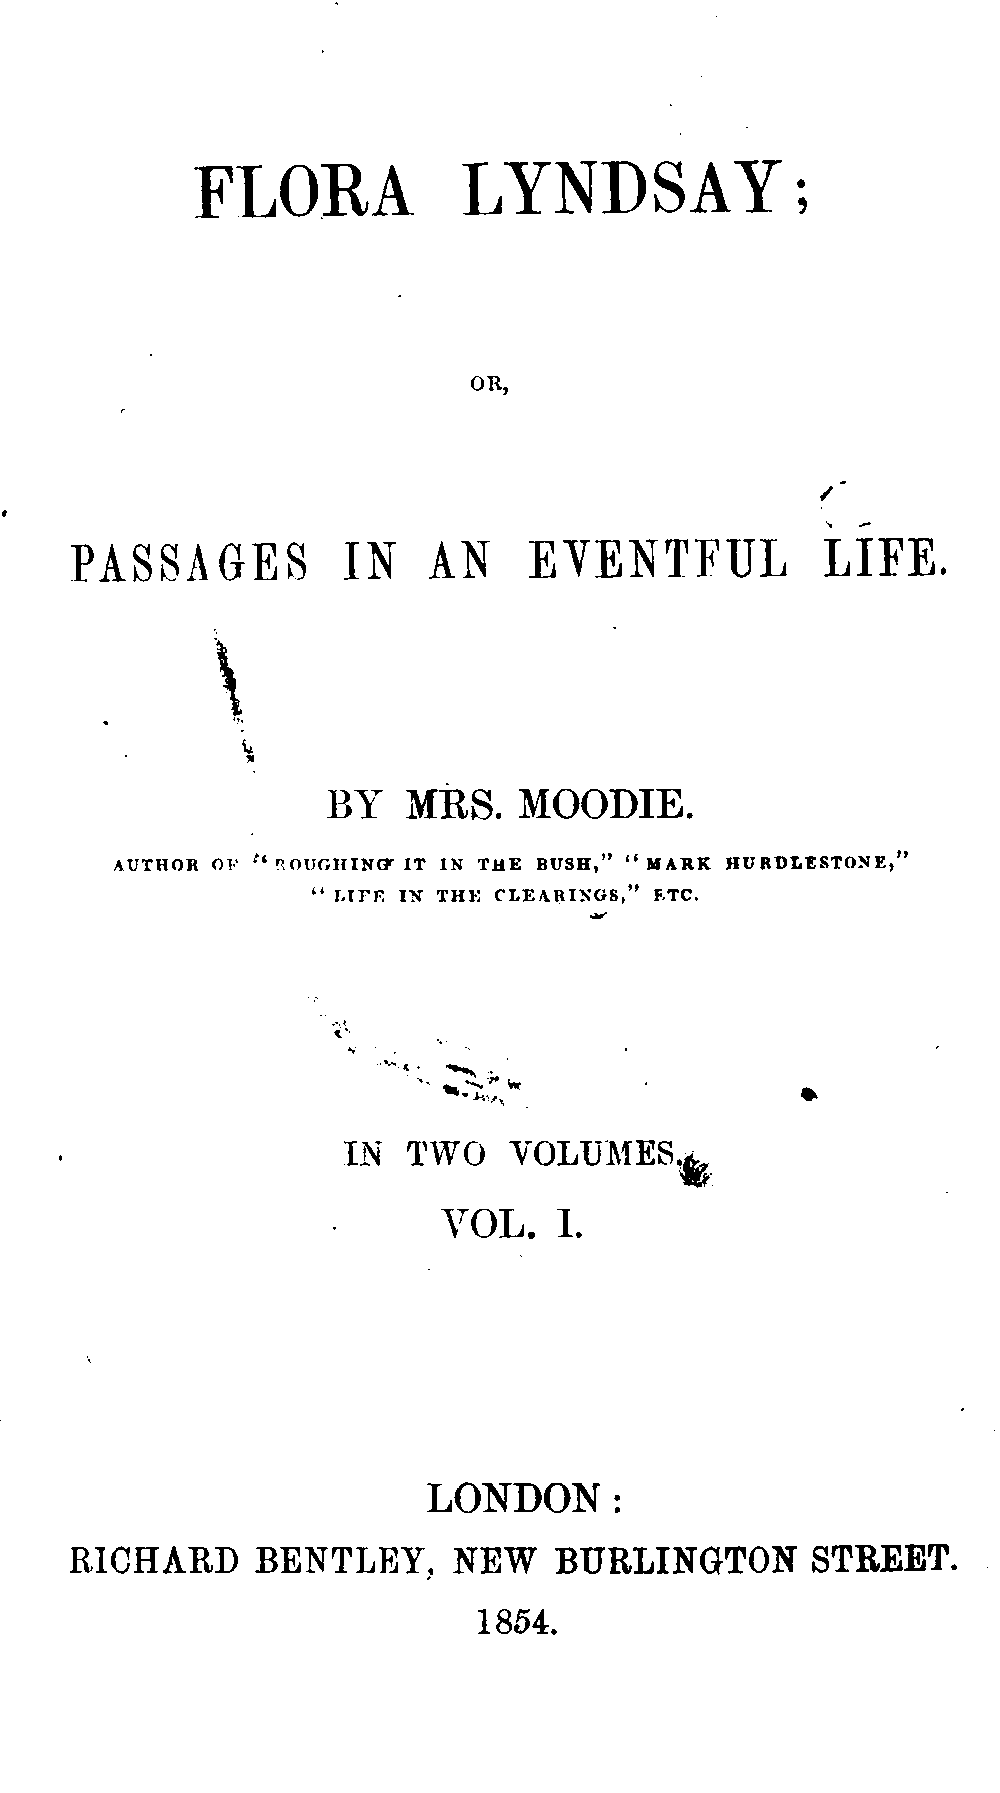 FLORA LYNDSAY;
OR,
PASSAGES IN AN EVENTFUL LIFE.
BY MRS. MOODIE.
AUTHOR OF "ROUGHING IT IN THE BUSH," "MARK HURDLESTONE,"
"LIFE IN THE CLEARINGS," ETC.
IN TWO VOLUMES.
VOL. I.
LONDON:
RICHARD BENTLEY, NEW BURLINGTON STREET.
1854.